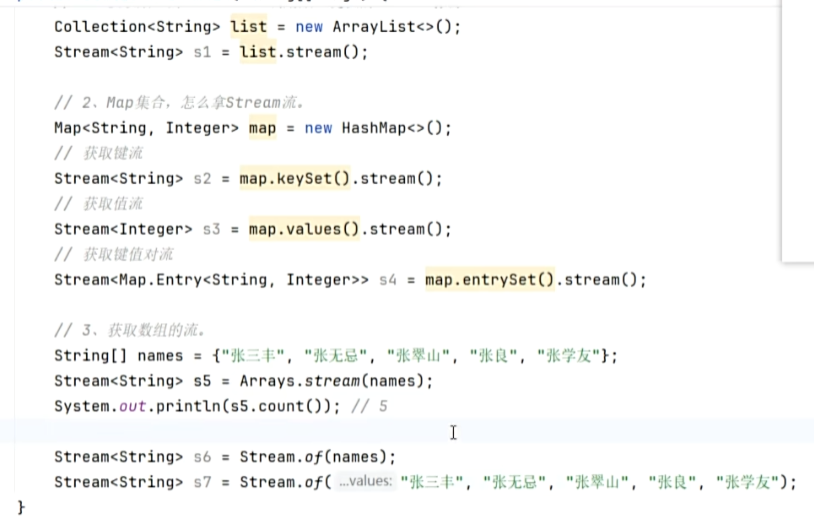 Collection<String> list = new ArrayList<>();
Stream<String> s1 = list.stream();
// 2、Map集合，怎么拿Stream流。
Map<String, Integer> map = new HashMap<>();
// 获取键流
Stream<String> s2 = map.keySet().stream();
// 获取值流
Stream<Integer> s3 = map.values().stream();
// 获取键值对流
Stream<Map.Entry<String, Integer>> s4 = map.entrySet().stream();
// 3、获取数组的流。
String[] names = {"张三丰", "张无忌", "张翠山", "张良", "张学友"};
Stream<String> s5 = Arrays.stream(names);
System.out.println(s5.count()); // 5
Stream<String> s6 = Stream.of(names);
Stream<String> s7 = Stream.of( ...values: "张三丰", "张无忌", "张翠山", "张良", "张学友");
}